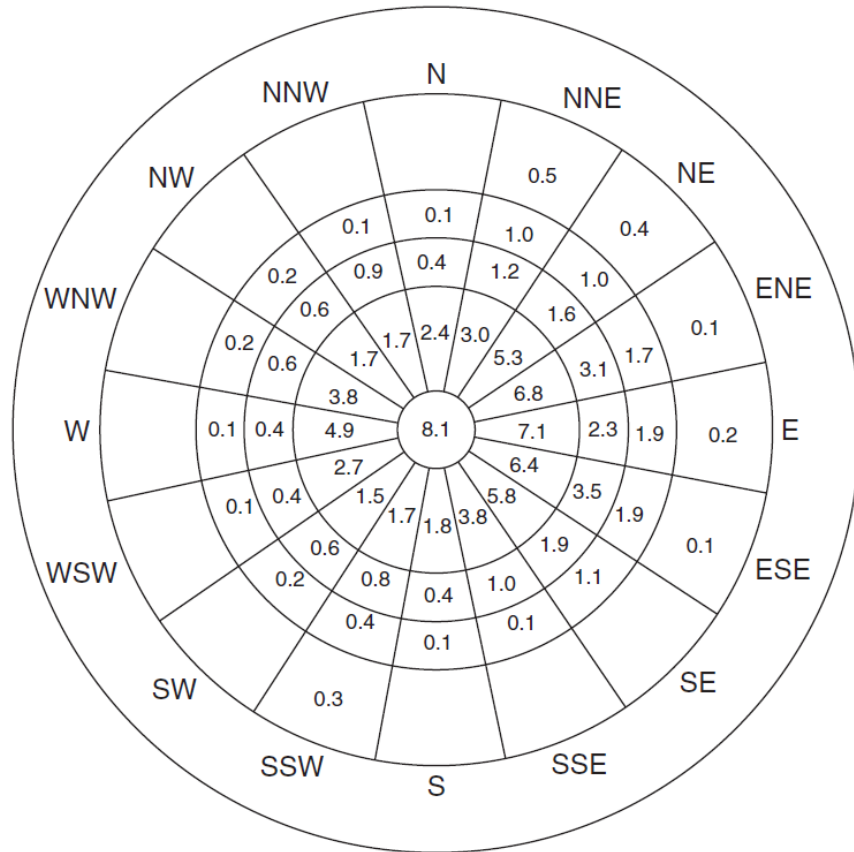 N
NNW NNE
NW 0.5 NE
0.1 0.1 1.0 0.4
0.2 0.9 0.4 1.2 1.0
WNW 0.6 1.6 ENE
0.2 0.6 1.7 1.7 2.4 3.0 5.3 3.1 1.7 0.1
3.8 6.8
W 0.1 0.4 4.9 8.1 7.1 2.3 1.9 0.2 E
2.7 6.4
0.1 0.4 1.5 1.7 1.8 3.8 5.8 3.5 1.9
WSW 0.6 1.9 0.1 ESE
0.2 0.8 0.4 1.0 1.1
0.4 0.1 0.1
SW 0.3 SE
SSW SSE
S